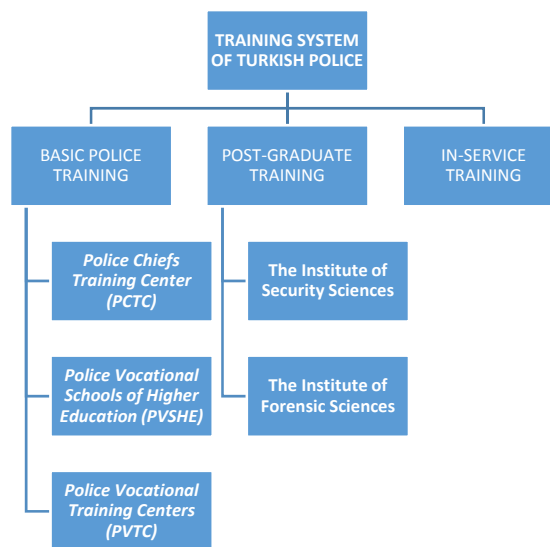 TRAINING SYSTEM
OF TURKISH POLICE
BASIC POLICE
TRAINING
POST-GRADUATE
TRAINING
IN-SERVICE
TRAINING
Police Chiefs
Training Center
(PCTC)
The Institute of
Security Sciences
Police Vocational
Schools of Higher
Education (PVSHE)
The Institute of
Forensic Sciences
Police Vocational
Training Centers
(PVTC)